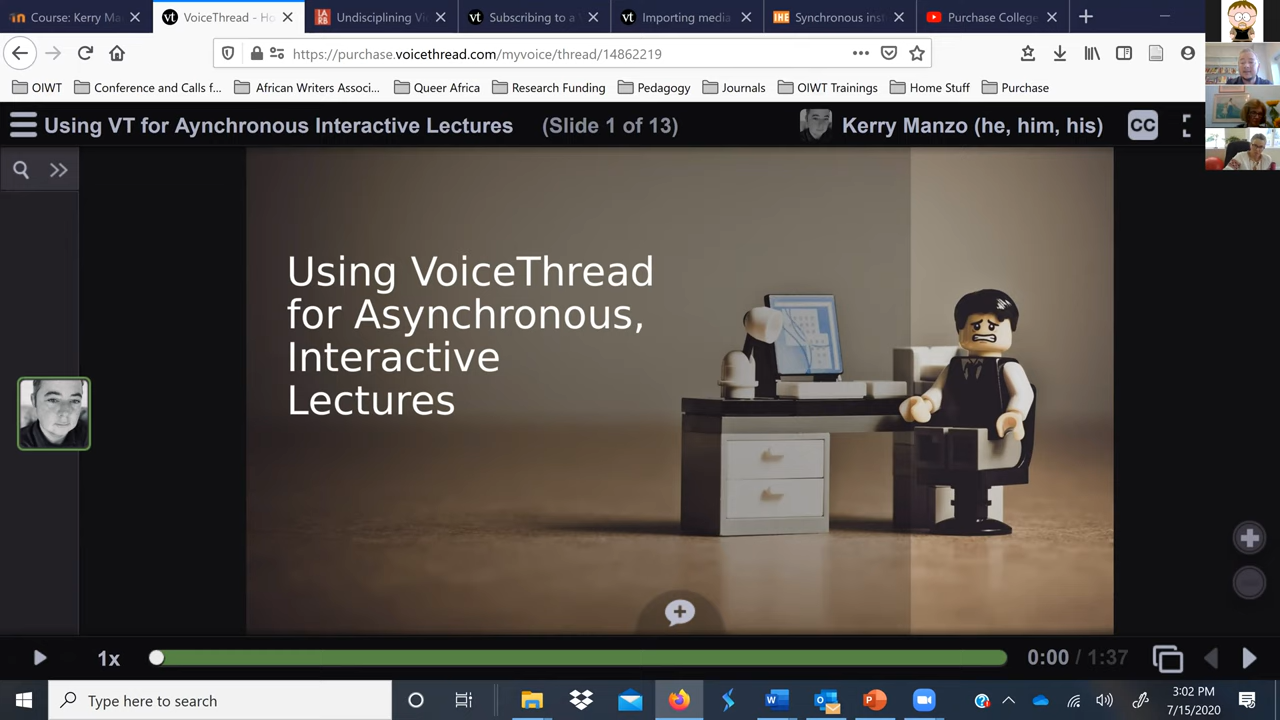 Course: Kerry Ma
VoiceThread - Ho
Undisciplining Vi
Subscribing to a
Importing media
Synchronous inst
Purchase College
https://purchase.voicethread.com/myvoice/thread/14862219
OIWT
Conference and Calls f...
African Writers Associ...
Queer Africa
Research Funding
Pedagogy
Journals
OIWT Trainings
Home Stuff
Purchase
Using VT for Aynchronous Interactive Lectures (Slide 1 of 13) Kerry Manzo (he, him, his) CC
Using VoiceThread
for Asynchronous,
Interactive
Lectures
1x 0:00 / 1:37
Type here to search
3:02 PM
7/15/2020